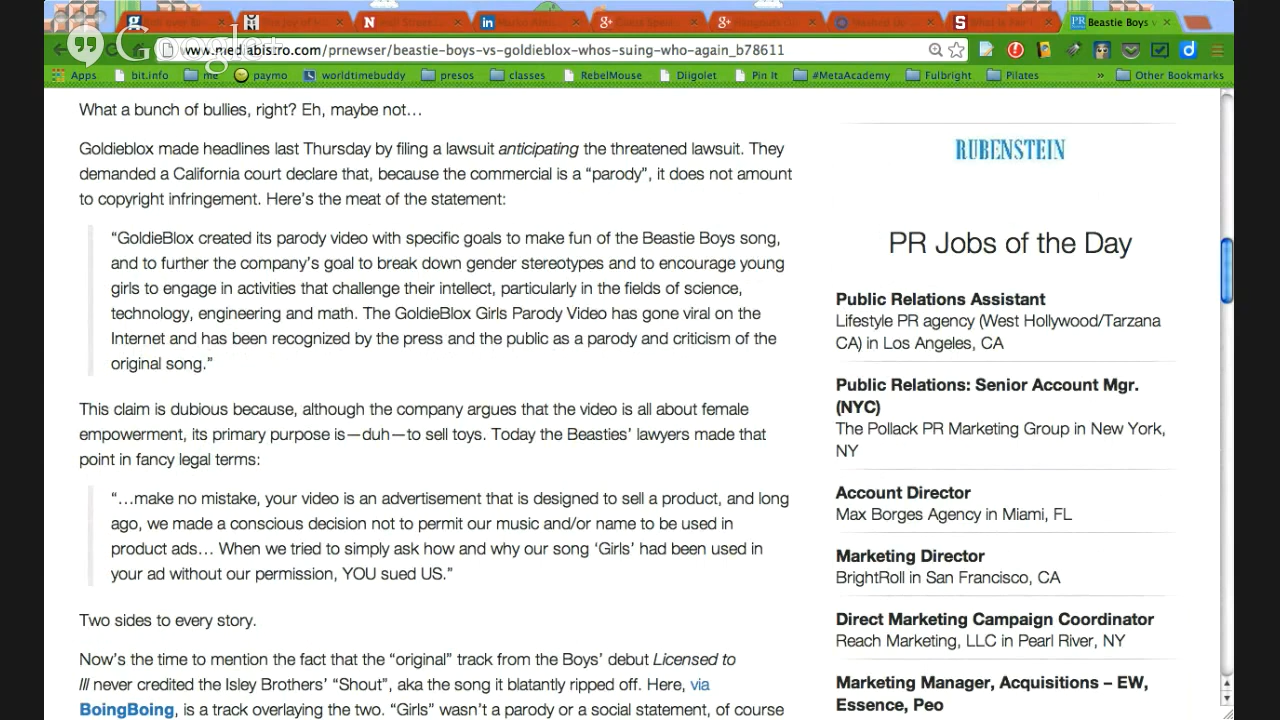 Google+
Beastie Boys v
www.mediabistro.com/prnewser/beastie-boys-vs-goldieblox-whos-suing-who-again_b78611
Apps bit.info me paymo worldtimebuddy presos classes RebelMouse Diigolet Pin It #MetaAcademy Fulbright Pilates » Other Bookmarks
What a bunch of bullies, right? Eh, maybe not…
Goldieblox made headlines last Thursday by filing a lawsuit anticipating the threatened lawsuit. They
demanded a California court declare that, because the commercial is a “parody”, it does not amount
to copyright infringement. Here’s the meat of the statement:
“GoldieBlox created its parody video with specific goals to make fun of the Beastie Boys song,
and to further the company’s goal to break down gender stereotypes and to encourage young
girls to engage in activities that challenge their intellect, particularly in the fields of science,
technology, engineering and math. The GoldieBlox Girls Parody Video has gone viral on the
Internet and has been recognized by the press and the public as a parody and criticism of the
original song.”
This claim is dubious because, although the company argues that the video is all about female
empowerment, its primary purpose is—duh—to sell toys. Today the Beasties’ lawyers made that
point in fancy legal terms:
“…make no mistake, your video is an advertisement that is designed to sell a product, and long
ago, we made a conscious decision not to permit our music and/or name to be used in
product ads… When we tried to simply ask how and why our song ‘Girls’ had been used in
your ad without our permission, YOU sued US.”
Two sides to every story.
Now’s the time to mention the fact that the “original” track from the Boys’ debut Licensed to
Ill never credited the Isley Brothers’ “Shout”, aka the song it blatantly ripped off. Here, via
BoingBoing, is a track overlaying the two. “Girls” wasn’t a parody or a social statement, of course
RUBENSTEIN
PR Jobs of the Day
Public Relations Assistant
Lifestyle PR agency (West Hollywood/Tarzana
CA) in Los Angeles, CA
Public Relations: Senior Account Mgr.
(NYC)
The Pollack PR Marketing Group in New York,
NY
Account Director
Max Borges Agency in Miami, FL
Marketing Director
BrightRoll in San Francisco, CA
Direct Marketing Campaign Coordinator
Reach Marketing, LLC in Pearl River, NY
Marketing Manager, Acquisitions – EW,
Essence, Peo